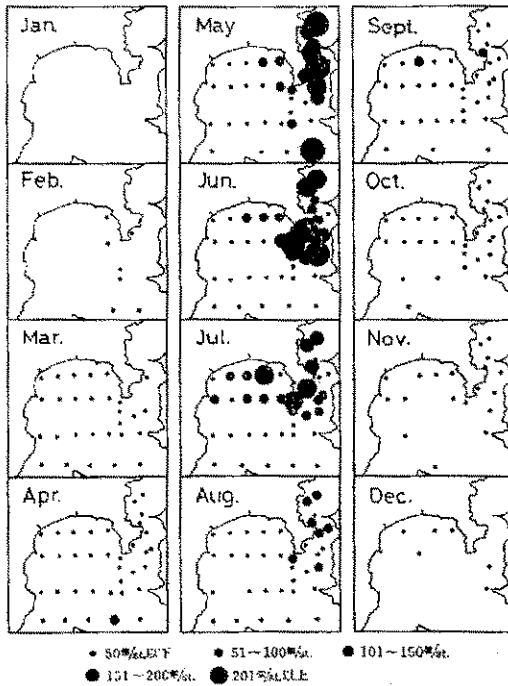 Jan.
May
Sept.
Feb.
Jun.
Oct.
Mar.
Jul.
Nov.
Apr.
Aug.
Dec.
51~100
101~150
151~200